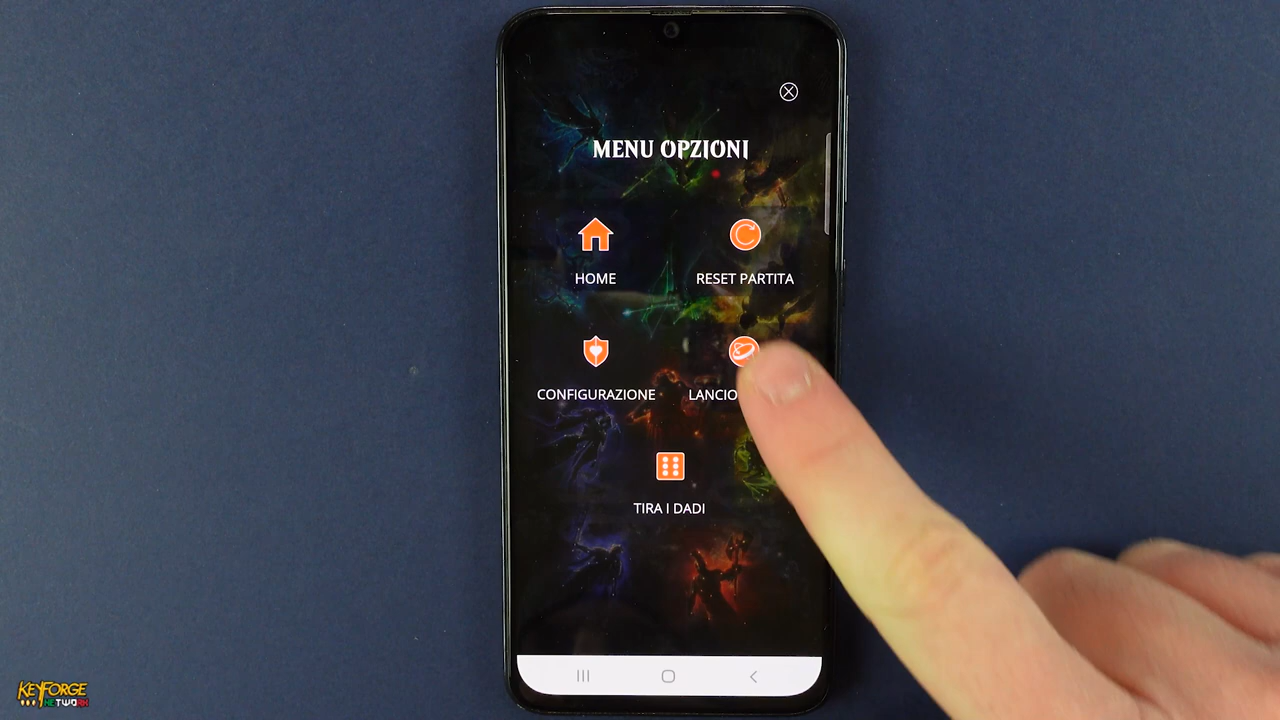 MENU OPZIONI
HOME
RESET PARTITA
CONFIGURAZIONE
LANCIO
TIRA I DADI
KEYFORGE
NETWORK